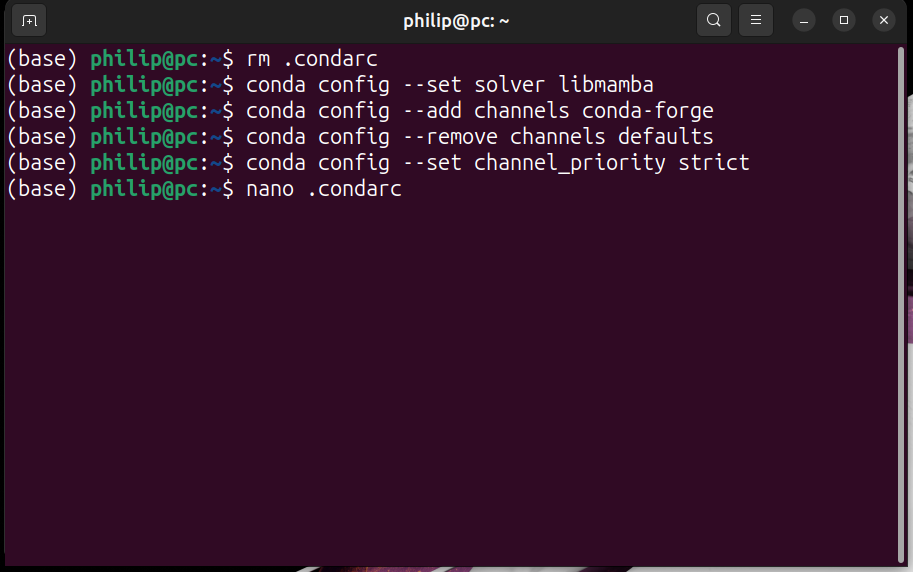 philip@pc: ~
(base) philip@pc:~$ rm .condarc
(base) philip@pc:~$ conda config --set solver libmamba
(base) philip@pc:~$ conda config --add channels conda-forge
(base) philip@pc:~$ conda config --remove channels defaults
(base) philip@pc:~$ conda config --set channel_priority strict
(base) philip@pc:~$ nano .condarc